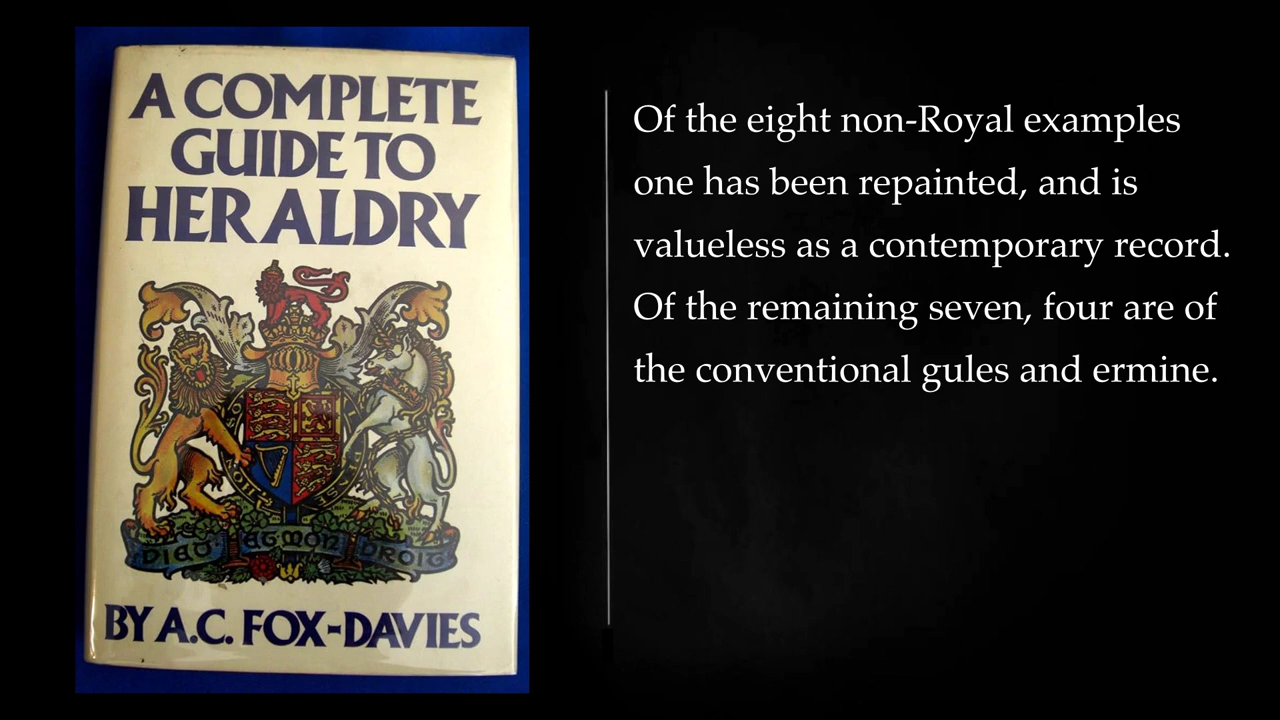 A COMPLETE
GUIDE TO
HERALDRY
DIEU ET MON DROIT
BY A.C. FOX-DAVIES
Of the eight non-Royal examples
one has been repainted, and is
valueless as a contemporary record.
Of the remaining seven, four are of
the conventional gules and ermine.